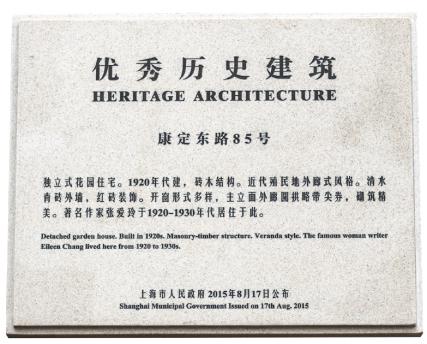 优秀历史建筑
HERITAGE ARCHITECTURE
康定东路85号
独立式花园住宅。1920年代建，砖木结构。近代殖民地外廊式风格。清水
青砖外墙，红砖装饰。开窗形式多样，主立面外廊圆拱略带尖券，砌筑精
美。著名作家张爱玲于1920-1930年代居住于此。
Detached garden house. Built in 1920s. Masonry-timber structure. Veranda style. The famous woman writer
Eileen Chang lived here from 1920 to 1930s.
上海市人民政府 2015年8月17日公布
Shanghai Municipal Government Issued on 17th Aug. 2015